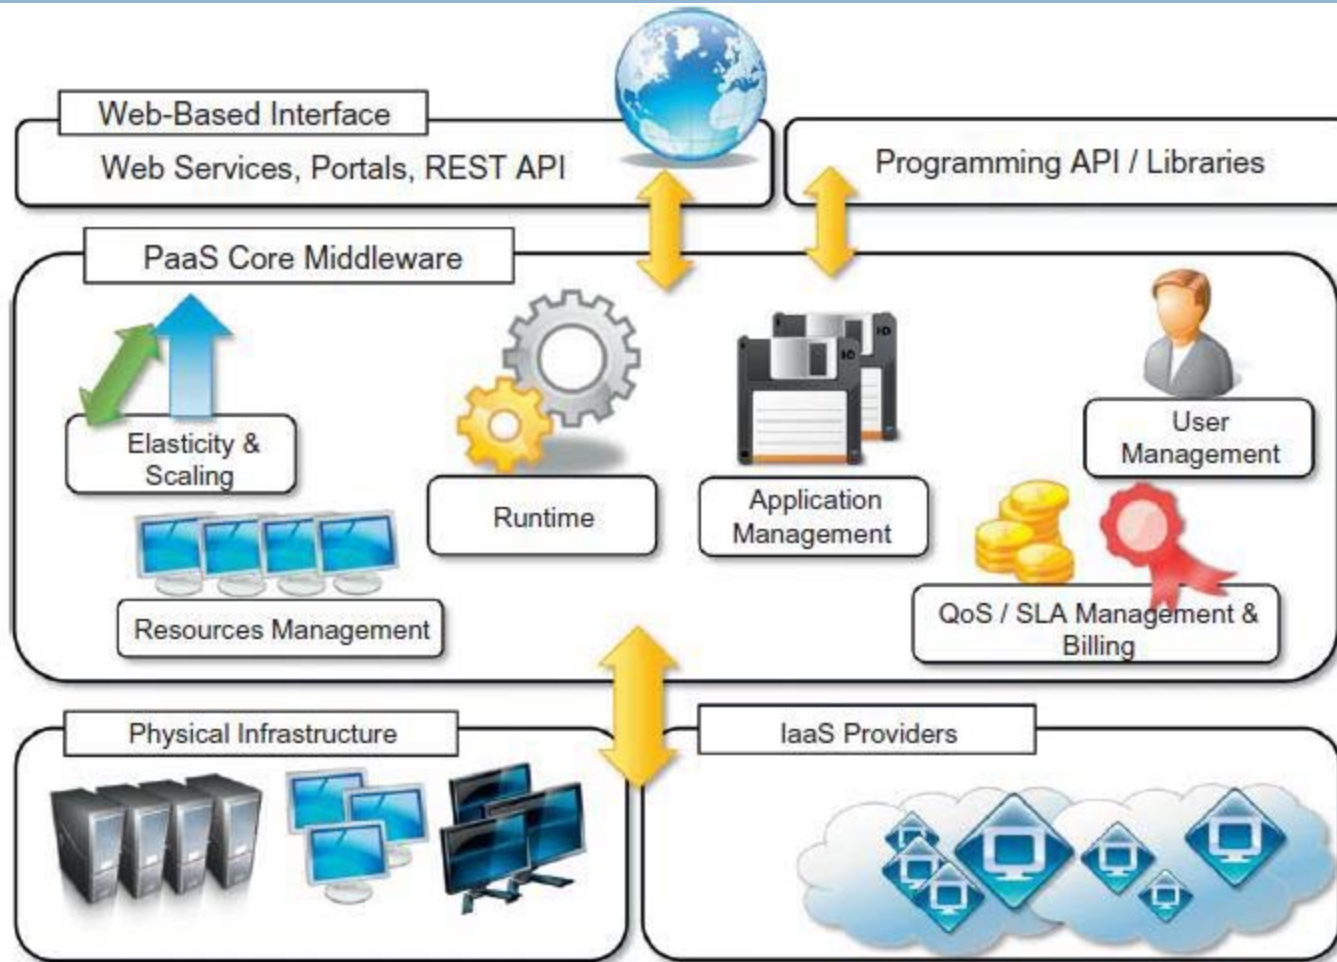 Web-Based Interface
Web Services, Portals, REST API
Programming API / Libraries
PaaS Core Middleware
Elasticity &
Scaling
Runtime
Application
Management
User
Management
Resources Management
QoS / SLA Management &
Billing
Physical Infrastructure
IaaS Providers